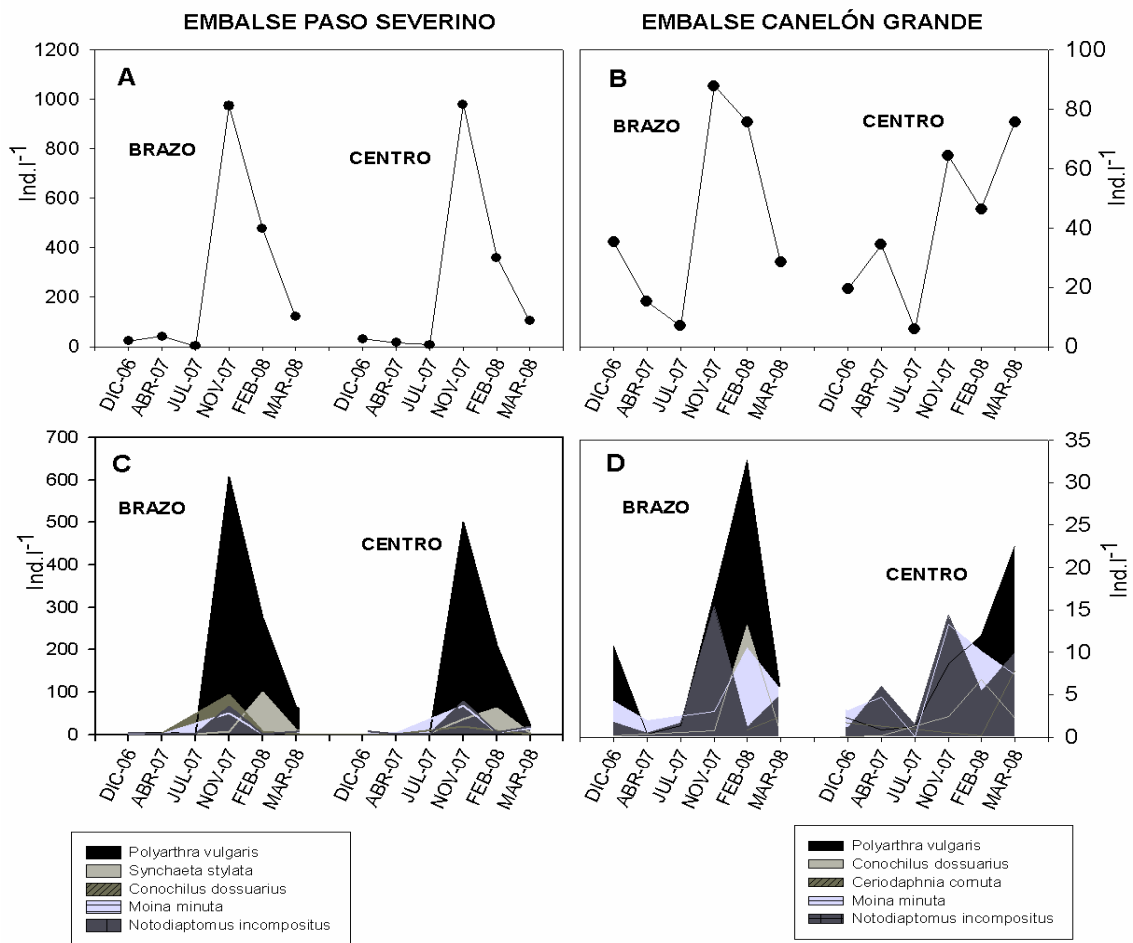 EMBALSE PASO SEVERINO
EMBALSE CANELÓN GRANDE
A
BRAZO
CENTRO
Ind.l-1
1200
1000
800
600
400
200
0
DIC-06
ABR-07
JUL-07
NOV-07
FEB-08
MAR-08
DIC-06
ABR-07
JUL-07
NOV-07
FEB-08
MAR-08
B
BRAZO
CENTRO
Ind.l-1
100
80
60
40
20
0
DIC-06
ABR-07
JUL-07
NOV-07
FEB-08
MAR-08
DIC-06
ABR-07
JUL-07
NOV-07
FEB-08
MAR-08
C
BRAZO
CENTRO
Ind.l-1
700
600
500
400
300
200
100
0
DIC-06
ABR-07
JUL-07
NOV-07
FEB-08
MAR-08
DIC-06
ABR-07
JUL-07
NOV-07
FEB-08
MAR-08
D
BRAZO
CENTRO
Ind.l-1
35
30
25
20
15
10
5
0
DIC-06
ABR-07
JUL-07
NOV-07
FEB-08
MAR-08
DIC-06
ABR-07
JUL-07
NOV-07
FEB-08
MAR-08
Polyarthra vulgaris
Synchaeta stylata
Conochilus dossuarius
Moina minuta
Notodiaptomus incompositus
Polyarthra vulgaris
Conochilus dossuarius
Ceriodaphnia cornuta
Moina minuta
Notodiaptomus incompositus